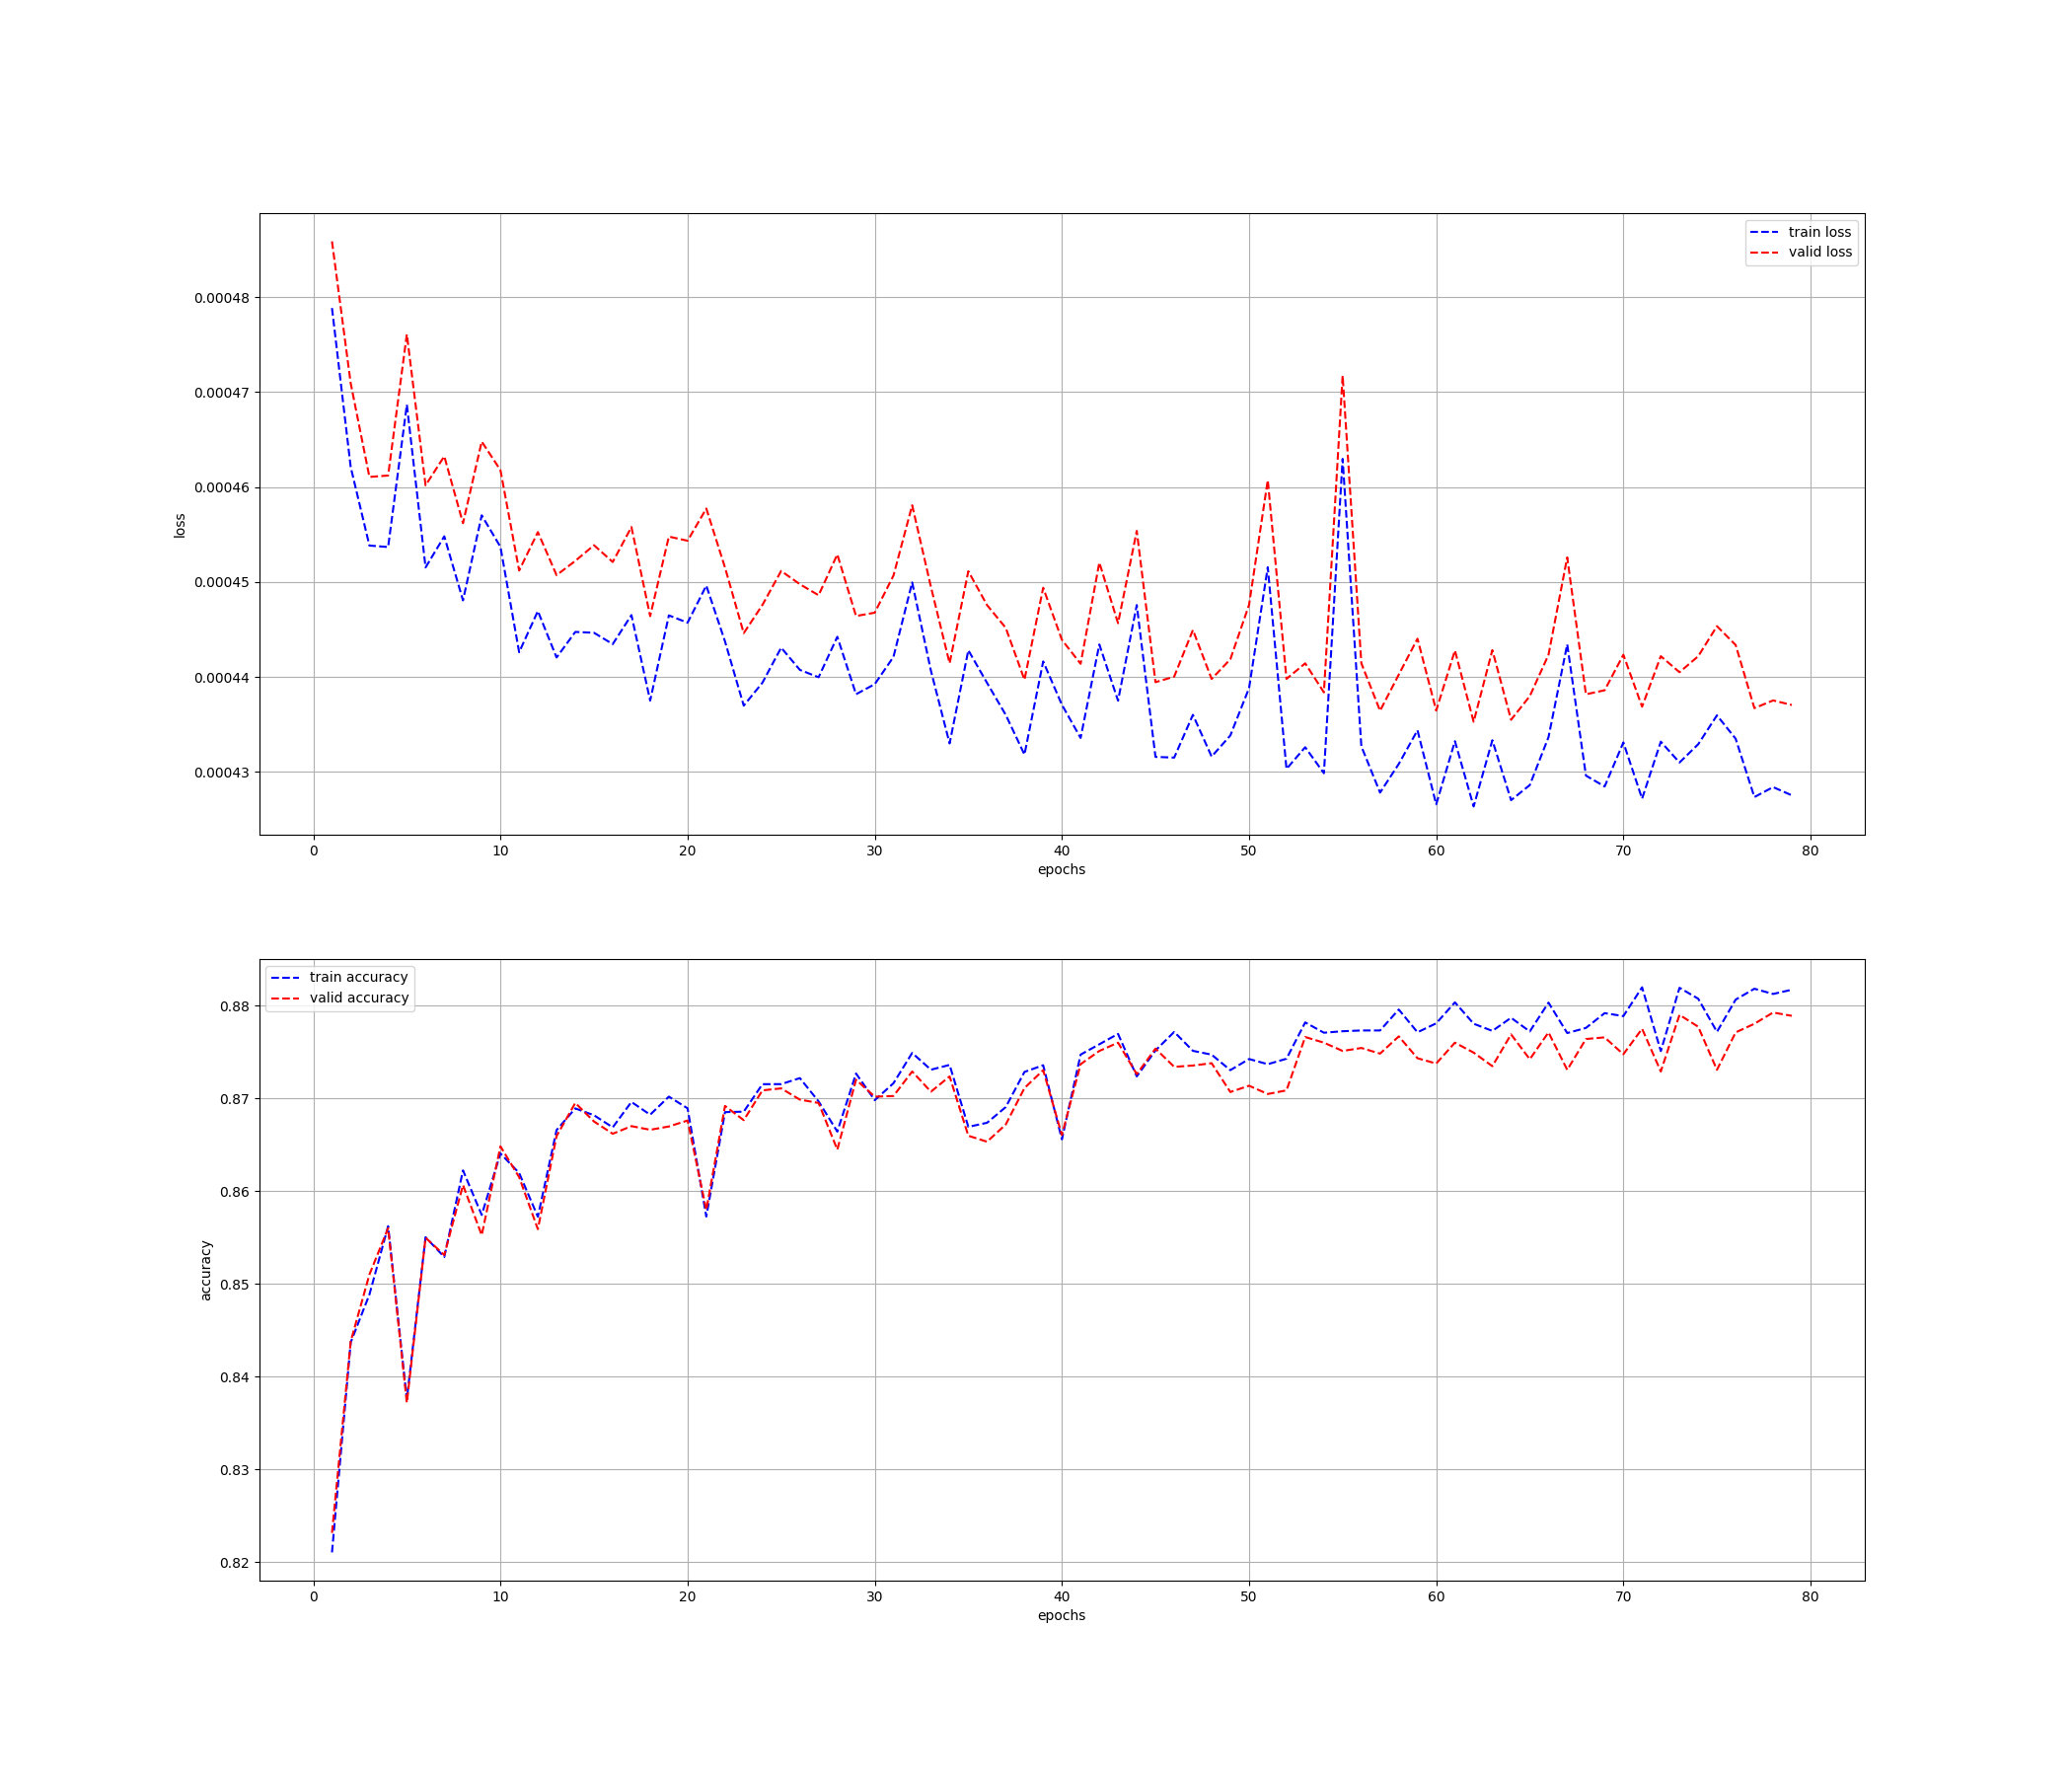 train loss
valid loss
0.00048
0.00047
0.00046
0.00045
0.00044
0.00043
loss
0 10 20 30 40 50 60 70 80
epochs
train accuracy
valid accuracy
0.88
0.87
0.86
0.85
0.84
0.83
0.82
accuracy
0 10 20 30 40 50 60 70 80
epochs